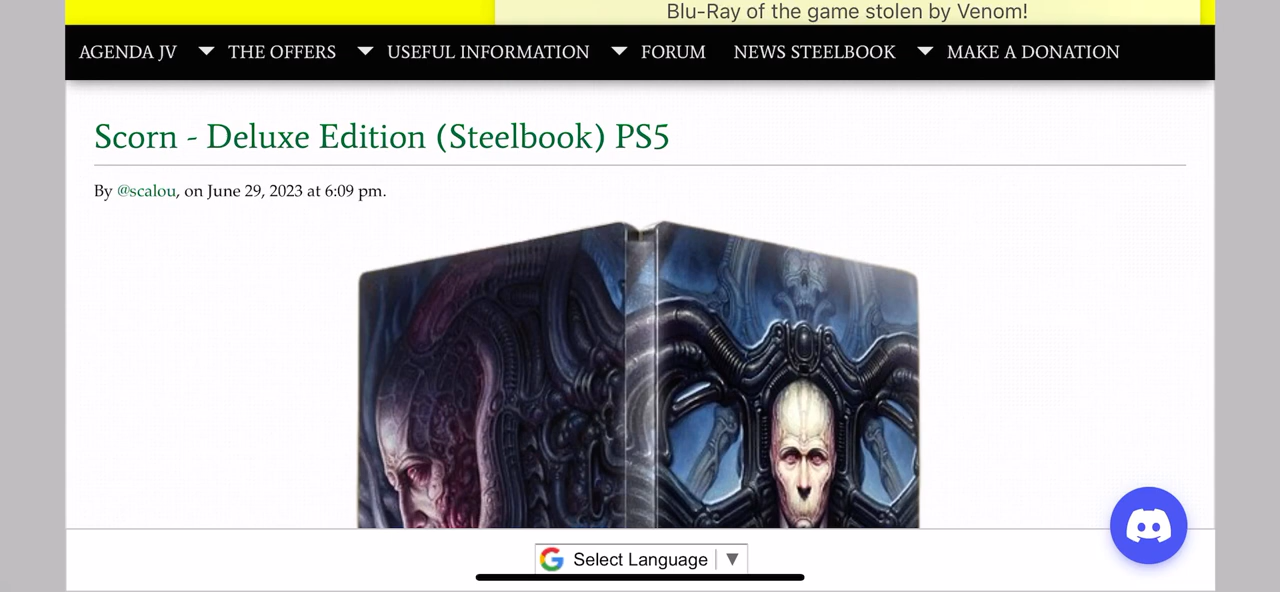 Blu-Ray of the game stolen by Venom!
AGENDA JV THE OFFERS USEFUL INFORMATION FORUM NEWS STEELBOOK MAKE A DONATION
Scorn - Deluxe Edition (Steelbook) PS5
By @scalou, on June 29, 2023 at 6:09 pm.
Select Language